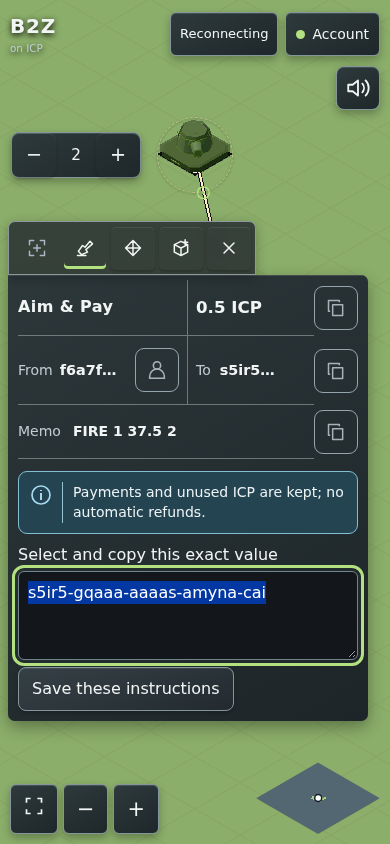 B2Z
on ICP
Reconnecting
Account
− 2 +
Aim & Pay
0.5 ICP
From f6a7f…
To s5ir5…
Memo FIRE 1 37.5 2
Payments and unused ICP are kept; no
automatic refunds.
Select and copy this exact value
s5ir5-gqaaa-aaaas-amyna-cai
Save these instructions
− +